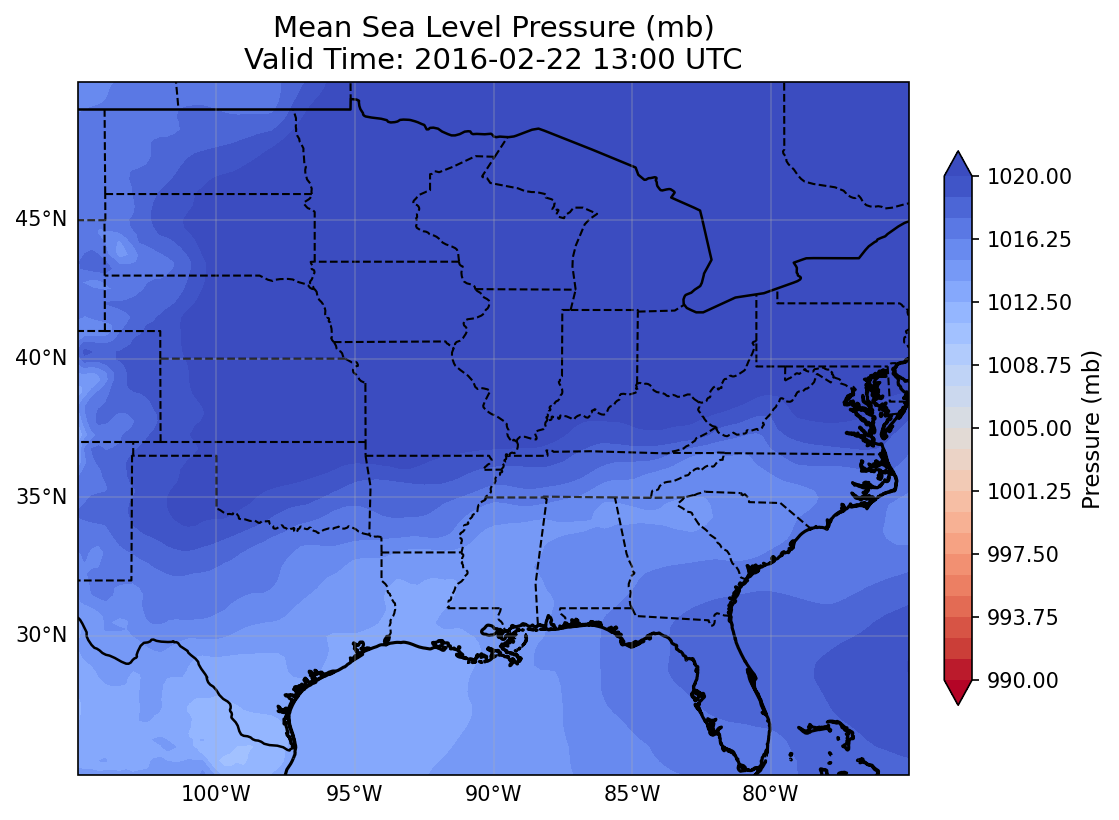 Mean Sea Level Pressure (mb)
Valid Time: 2016-02-22 13:00 UTC
45°N
40°N
35°N
30°N
100°W
95°W
90°W
85°W
80°W
1020.00
1016.25
1012.50
1008.75
1005.00
1001.25
997.50
993.75
990.00
Pressure (mb)